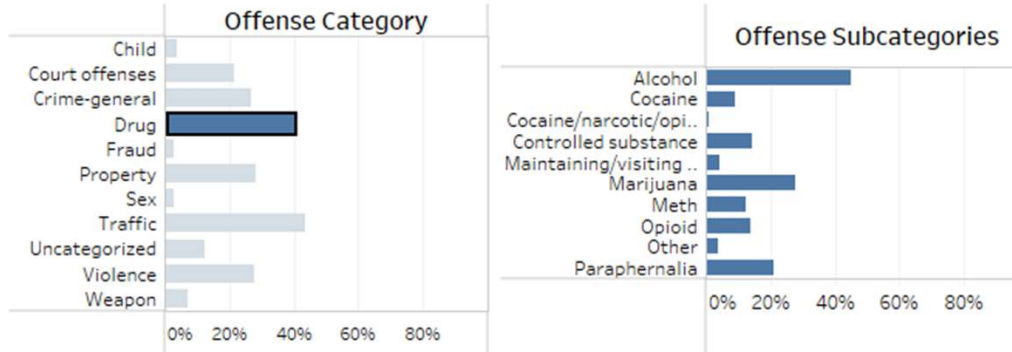 Offense Category
Child
Court offenses
Crime-general
Drug
Fraud
Property
Sex
Traffic
Uncategorized
Violence
Weapon
0% 20% 40% 60% 80%
Offense Subcategories
Alcohol
Cocaine
Cocaine/narcotic/opi..
Controlled substance
Maintaining/visiting ..
Marijuana
Meth
Opioid
Other
Paraphernalia
0% 20% 40% 60% 80%